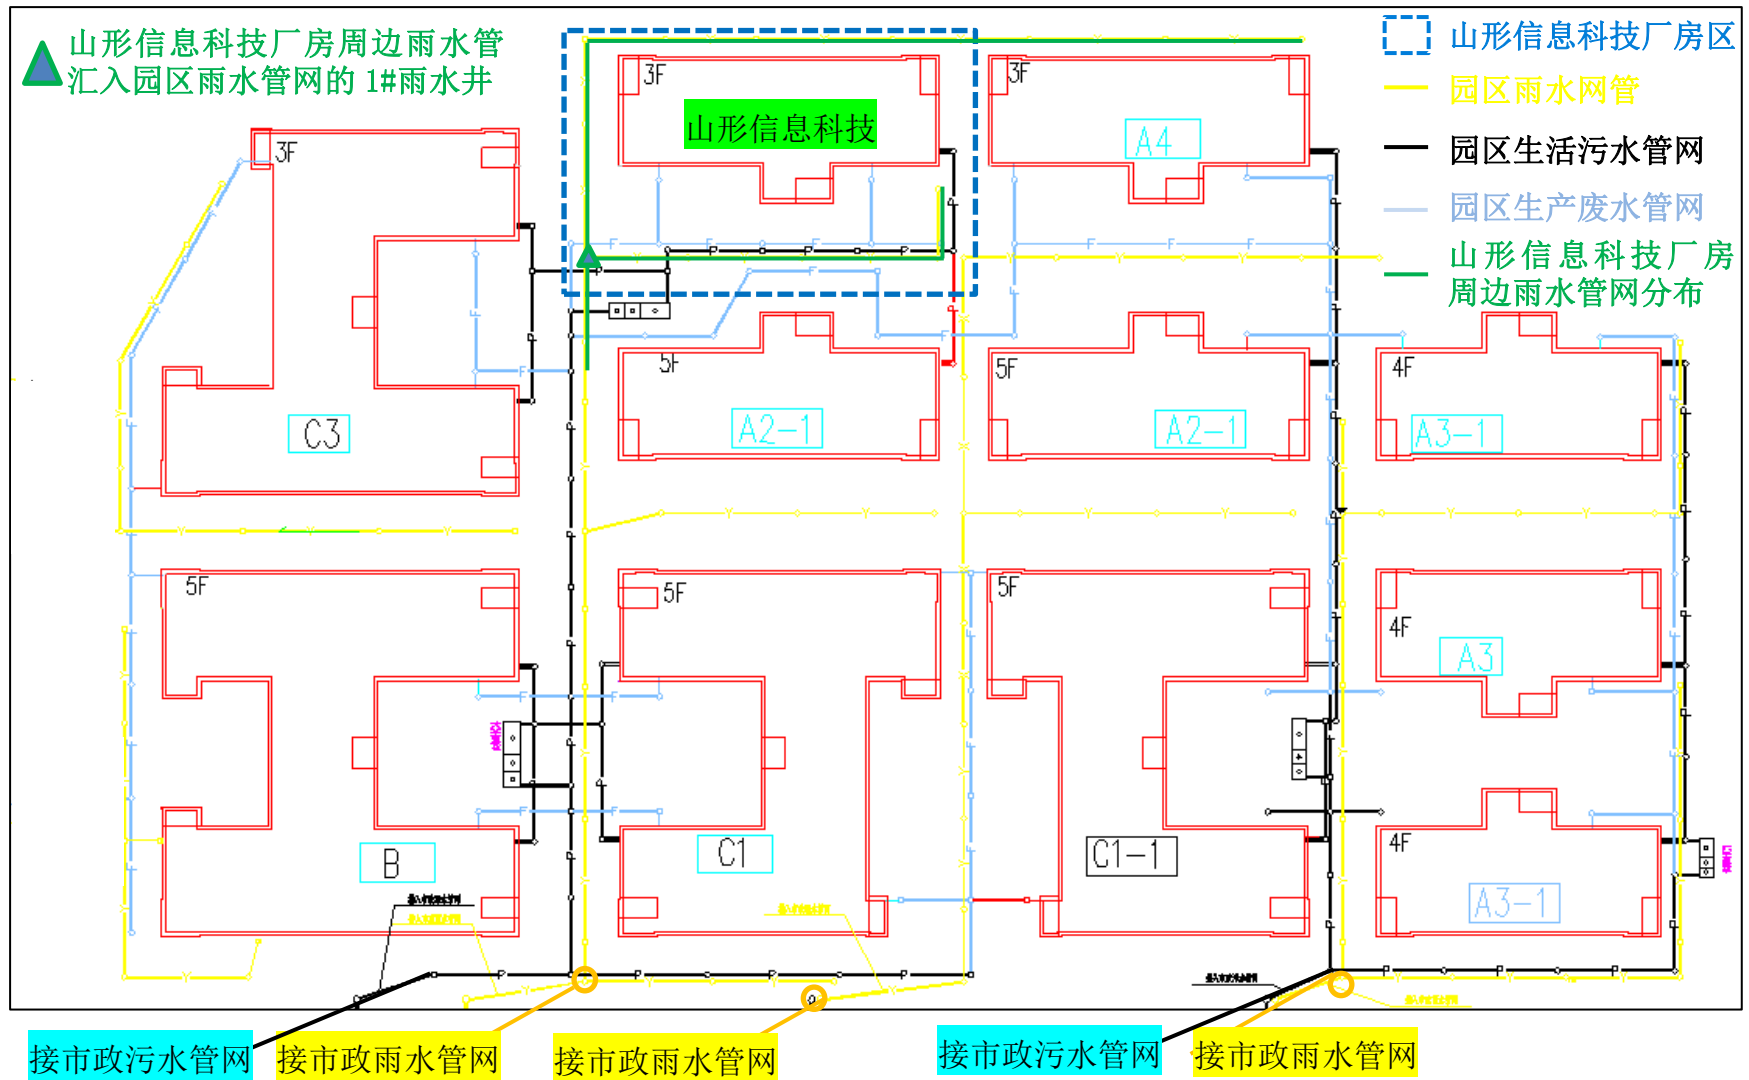 山形信息科技厂房周边雨水管
汇入园区雨水管网的 1#雨水井
山形信息科技厂房区
园区雨水网管
园区生活污水管网
园区生产废水管网
山形信息科技厂房
周边雨水管网分布
3F
山形信息科技
3F
A4
3F
C3
5F
A2-1
5F
A2-1
4F
A3-1
5F
B
5F
C1
5F
C1-1
4F
A3
4F
A3-1
接市政污水管网
接市政雨水管网
接市政雨水管网
接市政污水管网
接市政雨水管网